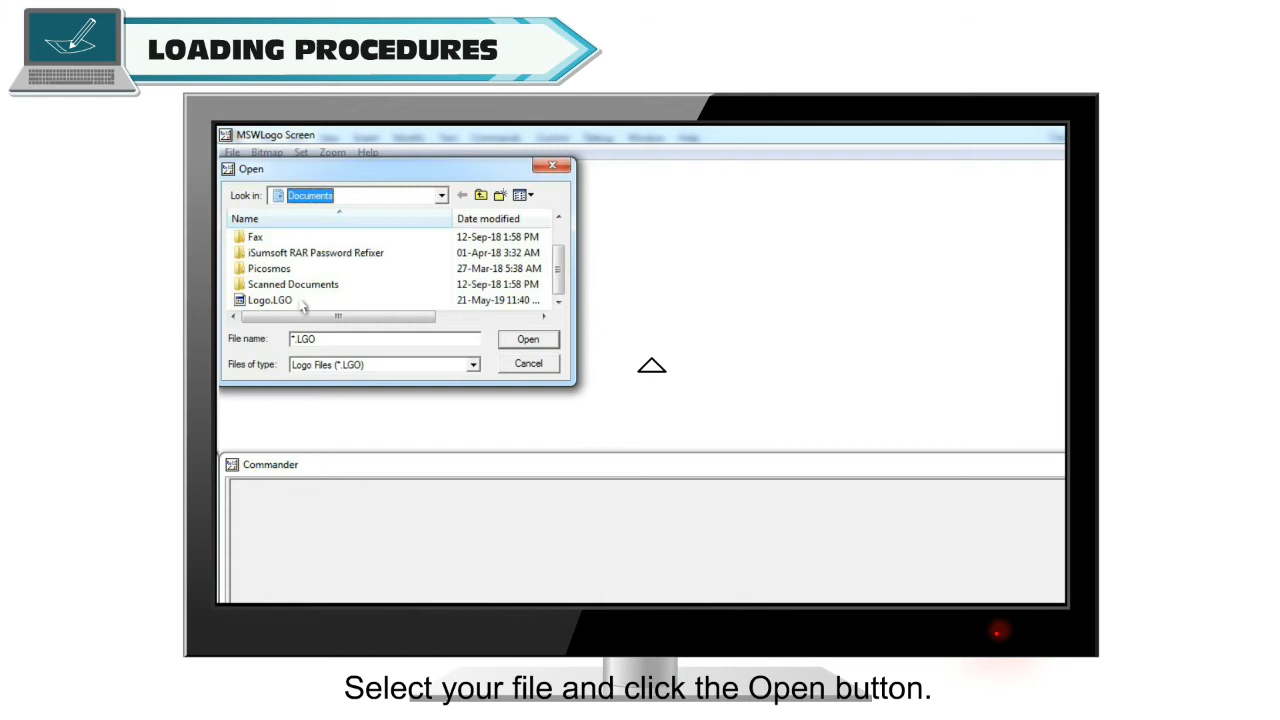 LOADING PROCEDURES
MSWLogo Screen
File Bitmap Set Zoom Help
Open
Look in: Documents
Name Date modified
Fax 12-Sep-18 1:58 PM
iSumsoft RAR Password Refixer 01-Apr-18 3:32 AM
Picosmos 27-Mar-18 5:38 AM
Scanned Documents 12-Sep-18 1:58 PM
Logo.LGO 21-May-19 11:40 ...
File name: *.LGO Open
Files of type: Logo Files (*.LGO) Cancel
Commander
Select your file and click the Open button.